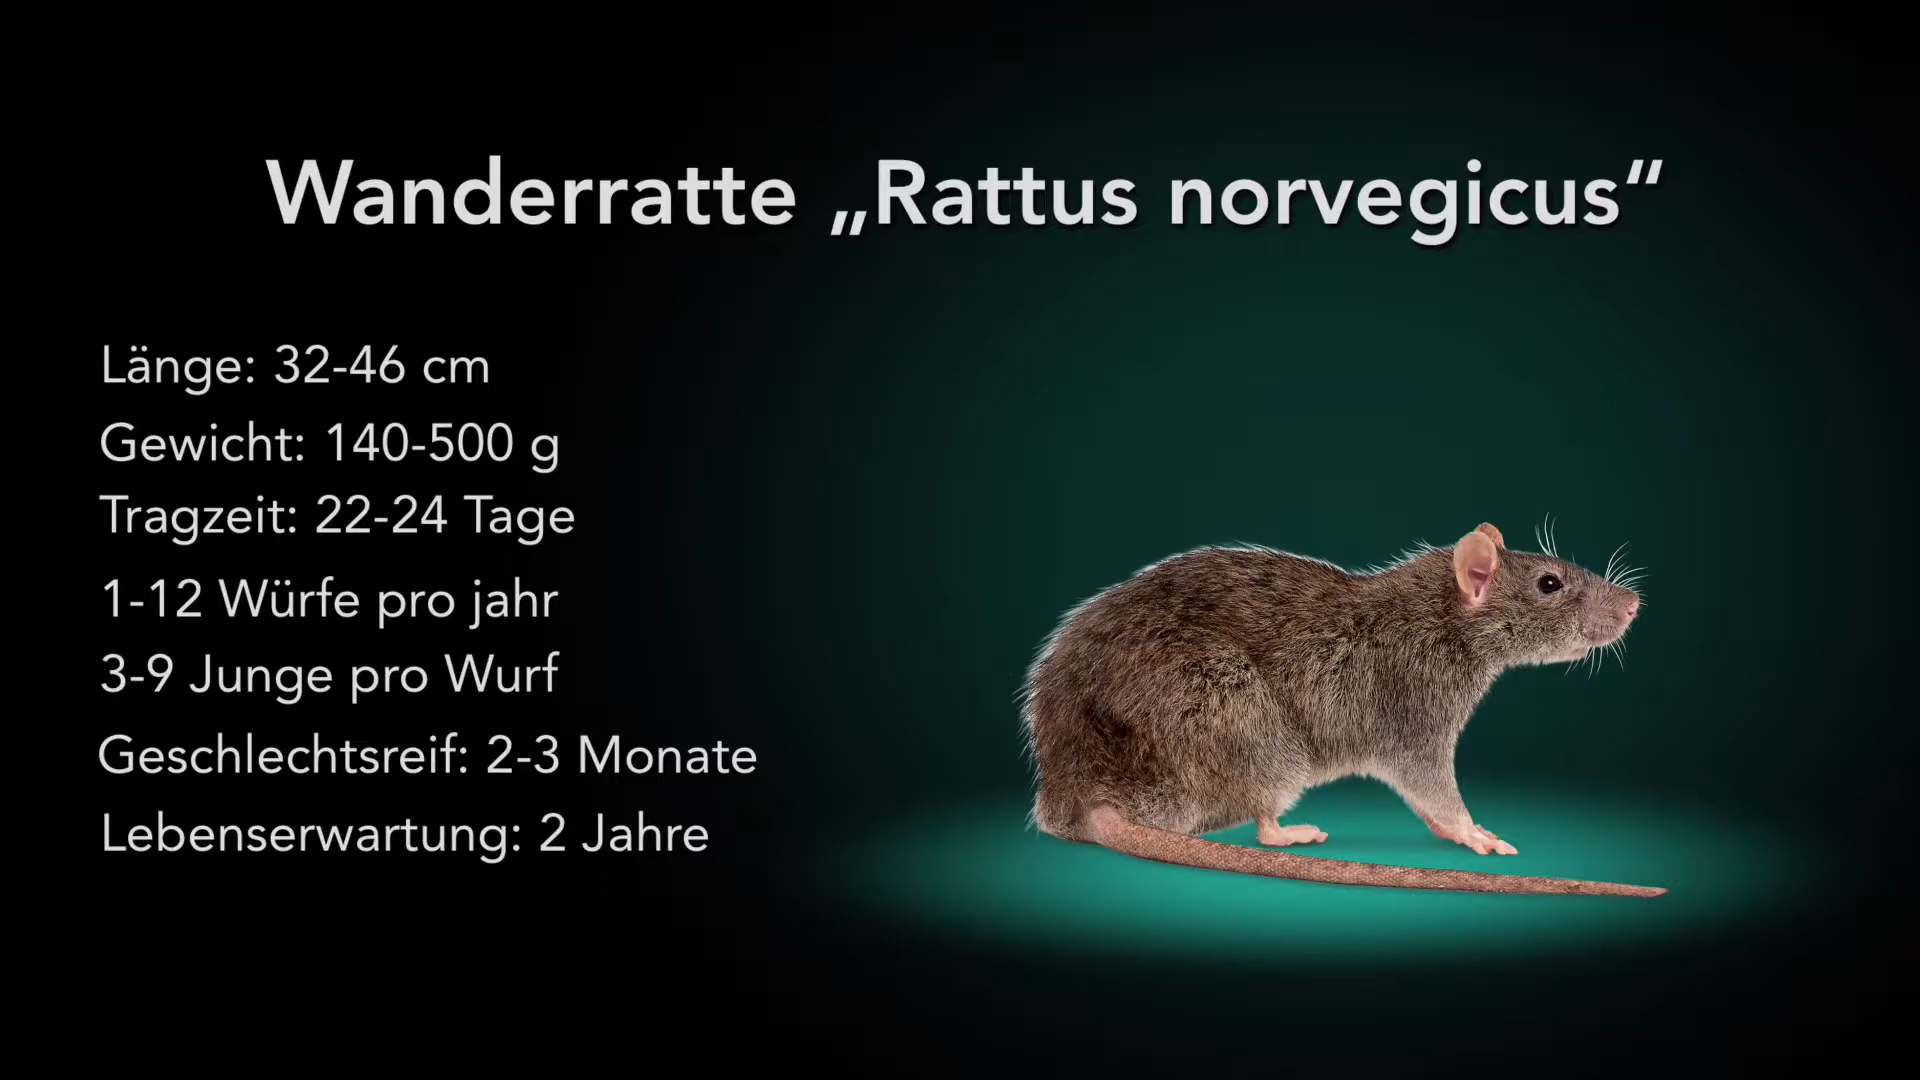 Wanderratte „Rattus norvegicus“
Länge: 32-46 cm
Gewicht: 140-500 g
Tragzeit: 22-24 Tage
1-12 Würfe pro jahr
3-9 Junge pro Wurf
Geschlechtsreif: 2-3 Monate
Lebenserwartung: 2 Jahre